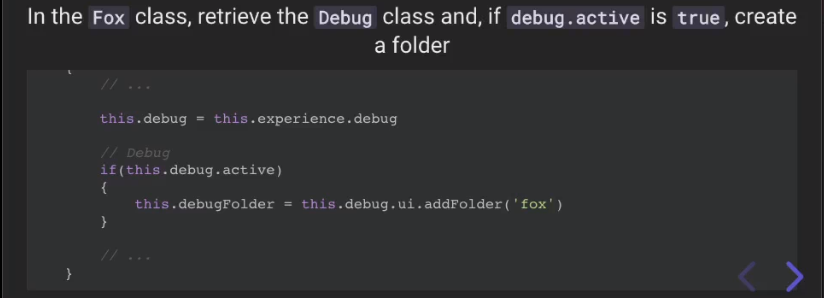 In the Fox class, retrieve the Debug class and, if debug.active is true, create
a folder
{
// ...
this.debug = this.experience.debug
// Debug
if(this.debug.active)
{
this.debugFolder = this.debug.ui.addFolder('fox')
}
// ...
}